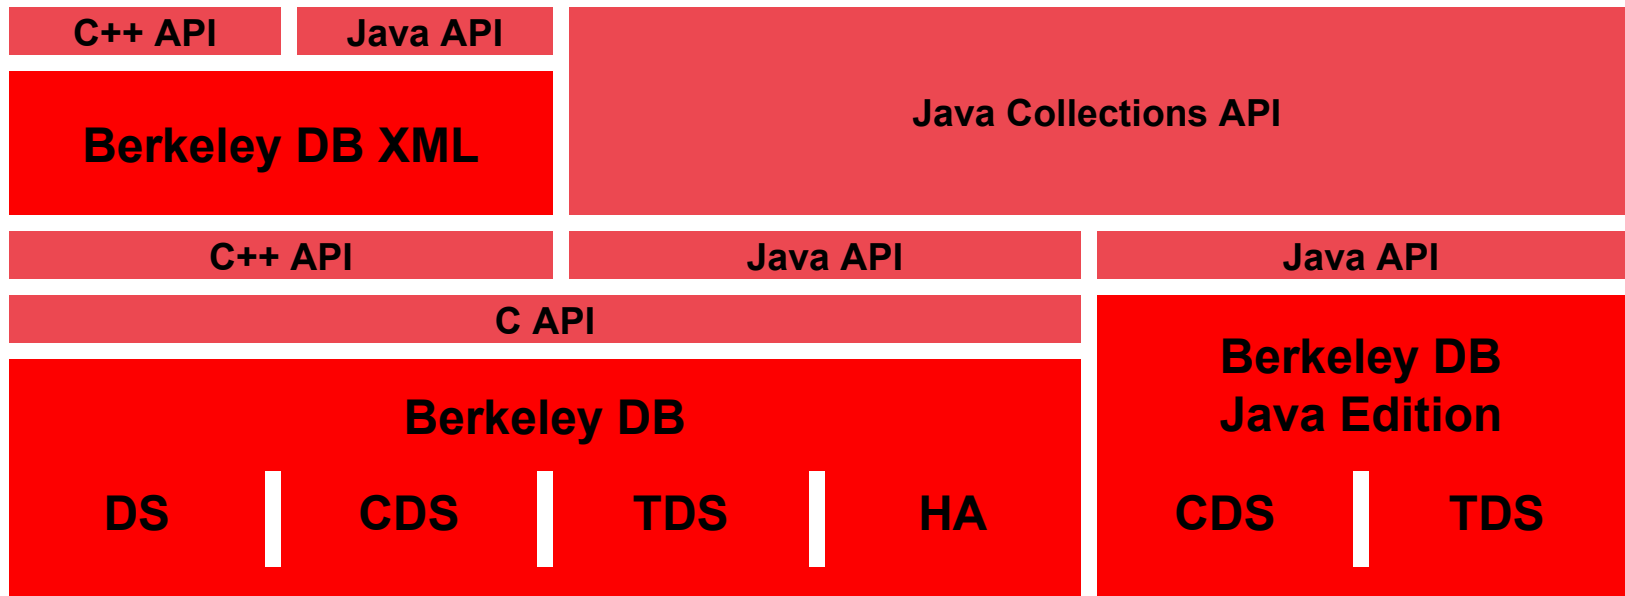 C++ API
Java API
Java Collections API
Berkeley DB XML
C++ API
Java API
Java API
C API
Berkeley DB
Berkeley DB
Java Edition
DS
CDS
TDS
HA
CDS
TDS